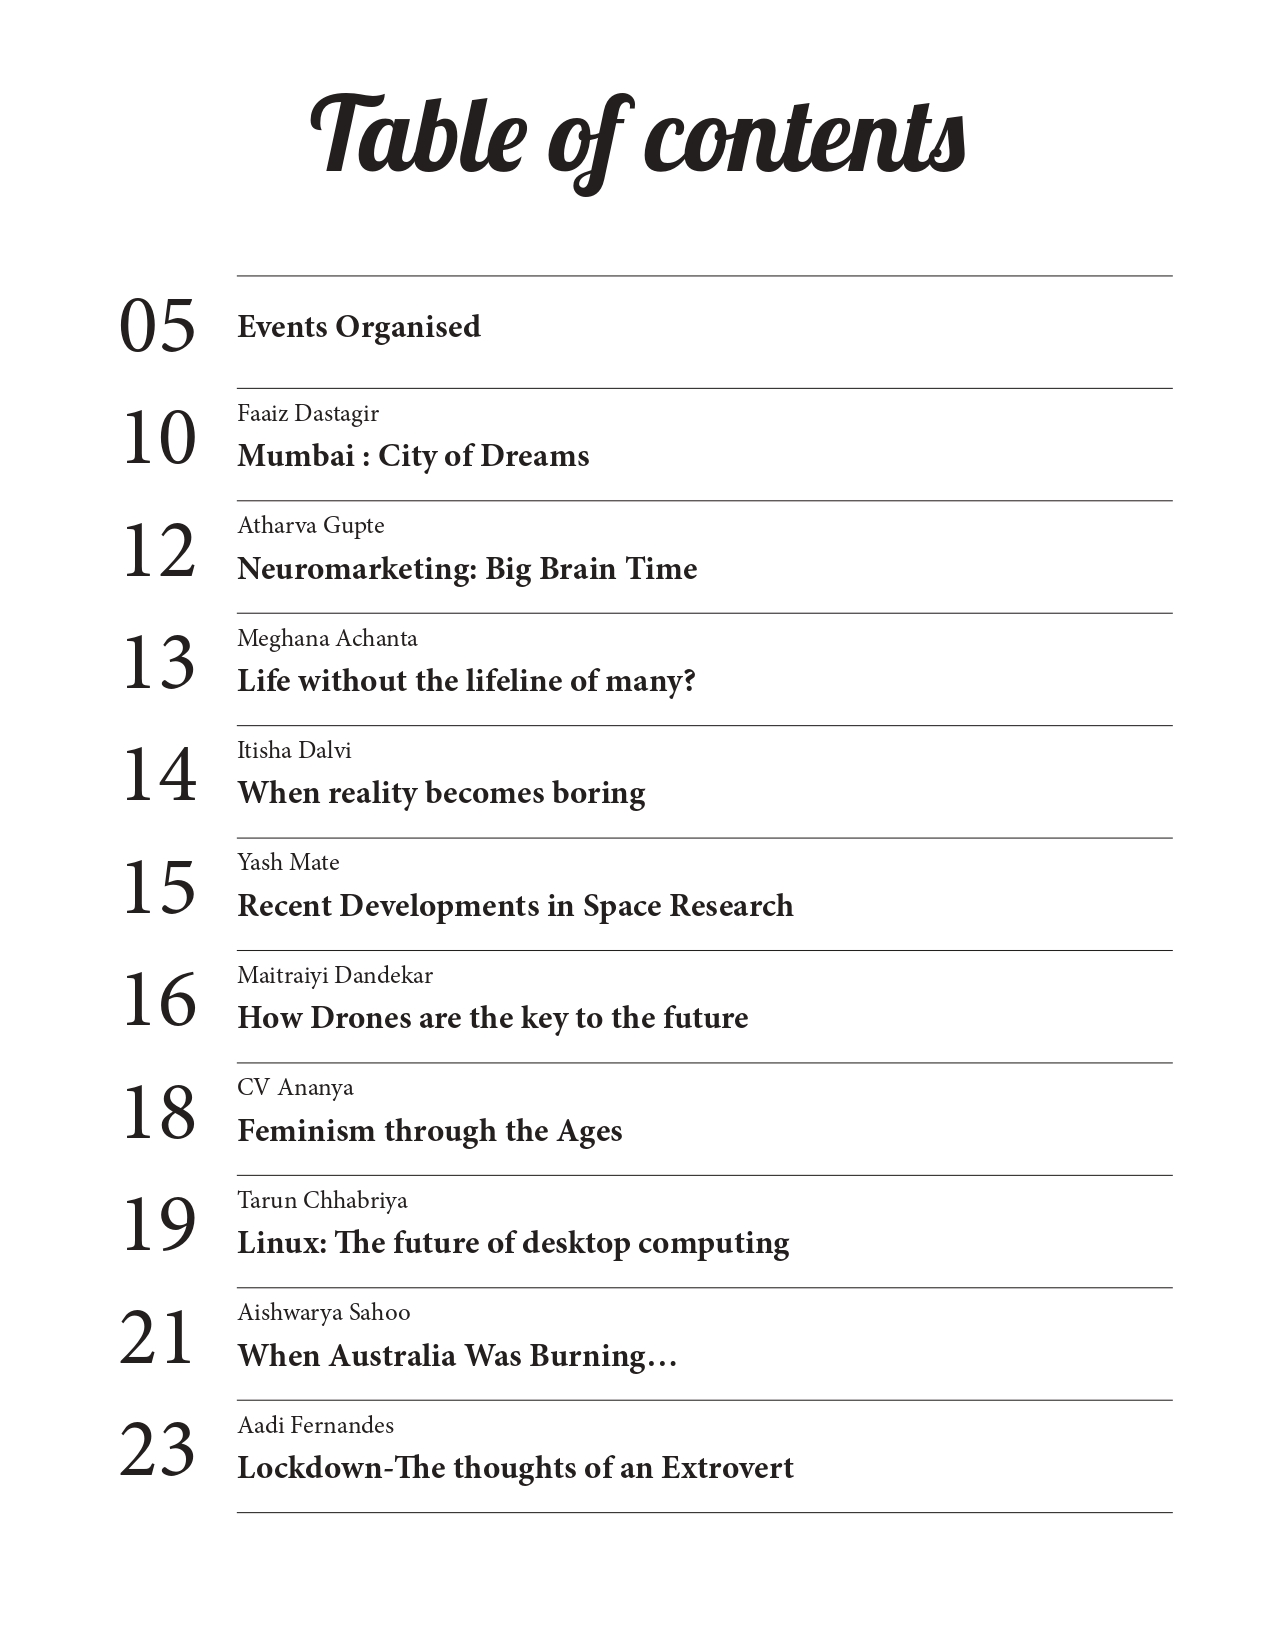 Table of contents
05
Events Organised
10
Faaiz Dastagir
Mumbai : City of Dreams
12
Atharva Gupte
Neuromarketing: Big Brain Time
13
Meghana Achanta
Life without the lifeline of many?
14
Itisha Dalvi
When reality becomes boring
15
Yash Mate
Recent Developments in Space Research
16
Maitraiyi Dandekar
How Drones are the key to the future
18
CV Ananya
Feminism through the Ages
19
Tarun Chhabriya
Linux: The future of desktop computing
21
Aishwarya Sahoo
When Australia Was Burning…
23
Aadi Fernandes
Lockdown-The thoughts of an Extrovert